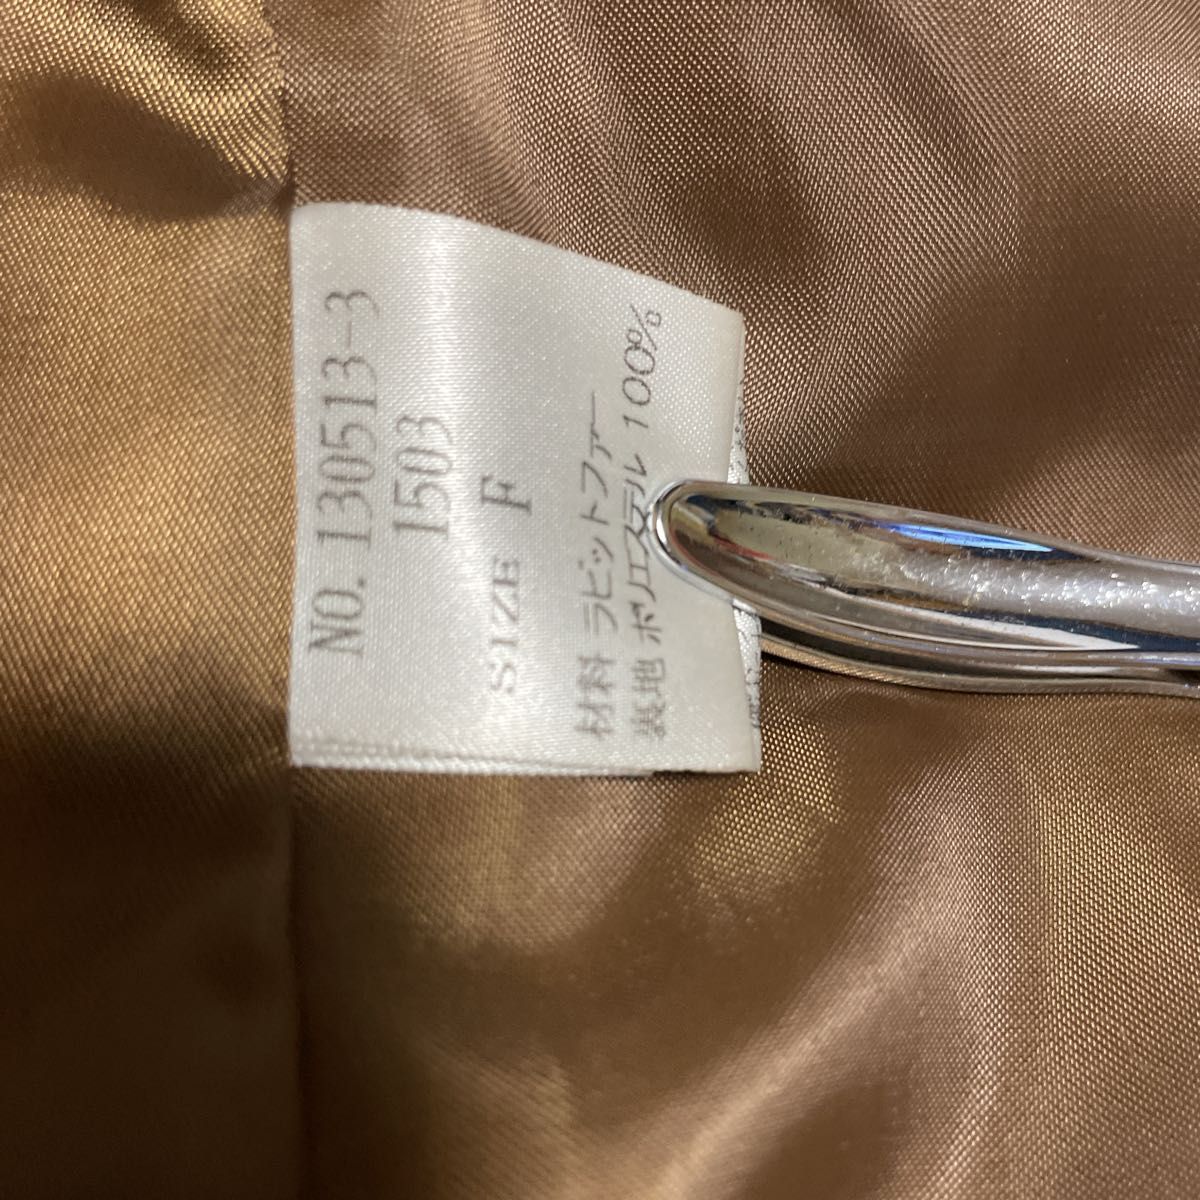 NO. 130513-3
1503
SIZE F
材料 ラビットファー
裏地 ポリエステル 100%